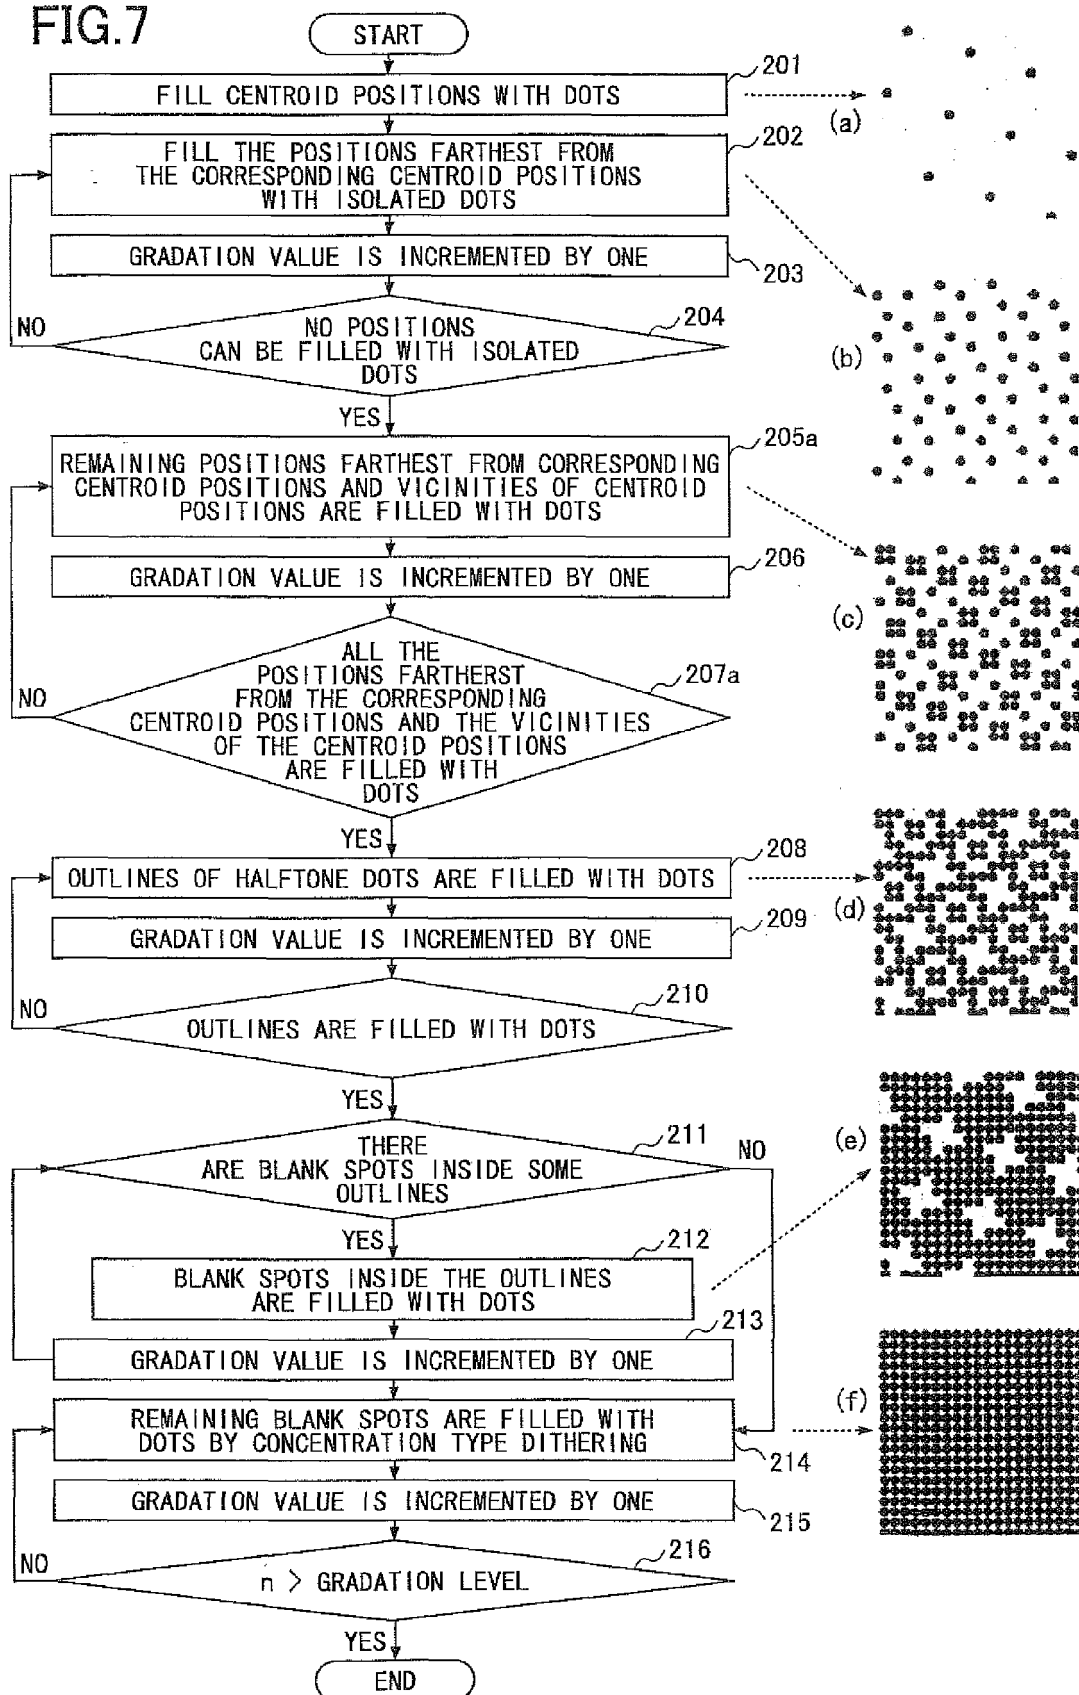 FIG.7
START
201
FILL CENTROID POSITIONS WITH DOTS
(a)
202
FILL THE POSITIONS FARTHEST FROM
THE CORRESPONDING CENTROID POSITIONS
WITH ISOLATED DOTS
GRADATION VALUE IS INCREMENTED BY ONE
203
(b)
204
NO POSITIONS
CAN BE FILLED WITH ISOLATED
DOTS
NO
YES
205a
REMAINING POSITIONS FARTHEST FROM CORRESPONDING
CENTROID POSITIONS AND VICINITIES OF CENTROID
POSITIONS ARE FILLED WITH DOTS
206
GRADATION VALUE IS INCREMENTED BY ONE
(c)
207a
ALL THE
POSITIONS FARTHERST
FROM THE CORRESPONDING
CENTROID POSITIONS AND THE VICINITIES
OF THE CENTROID POSITIONS
ARE FILLED WITH
DOTS
NO
YES
208
OUTLINES OF HALFTONE DOTS ARE FILLED WITH DOTS
(d)
209
GRADATION VALUE IS INCREMENTED BY ONE
210
OUTLINES ARE FILLED WITH DOTS
NO
YES
211
THERE
ARE BLANK SPOTS INSIDE SOME
OUTLINES
NO
(e)
YES
212
BLANK SPOTS INSIDE THE OUTLINES
ARE FILLED WITH DOTS
213
GRADATION VALUE IS INCREMENTED BY ONE
REMAINING BLANK SPOTS ARE FILLED WITH
DOTS BY CONCENTRATION TYPE DITHERING
214
(f)
GRADATION VALUE IS INCREMENTED BY ONE
215
216
n > GRADATION LEVEL
NO
YES
END